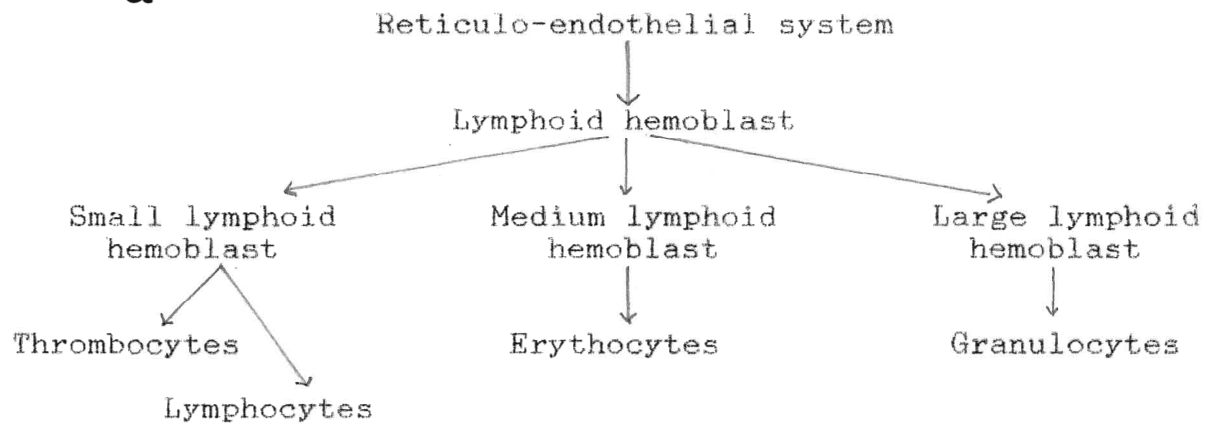 Reticulo-endothelial system
Lymphoid hemoblast
Small lymphoid
hemoblast
Medium lymphoid
hemoblast
Large lymphoid
hemoblast
Thrombocytes
Erythocytes
Granulocytes
Lymphocytes